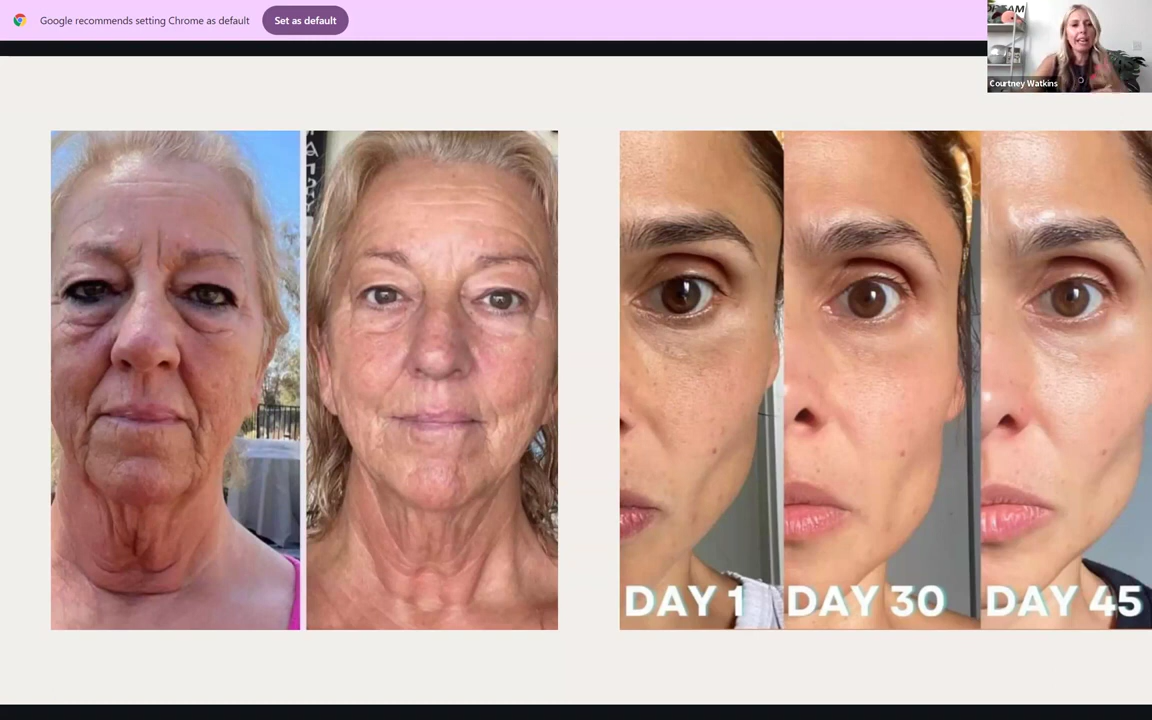 Google recommends setting Chrome as default
Set as default
Courtney Watkins
DAY 1
DAY 30
DAY 45